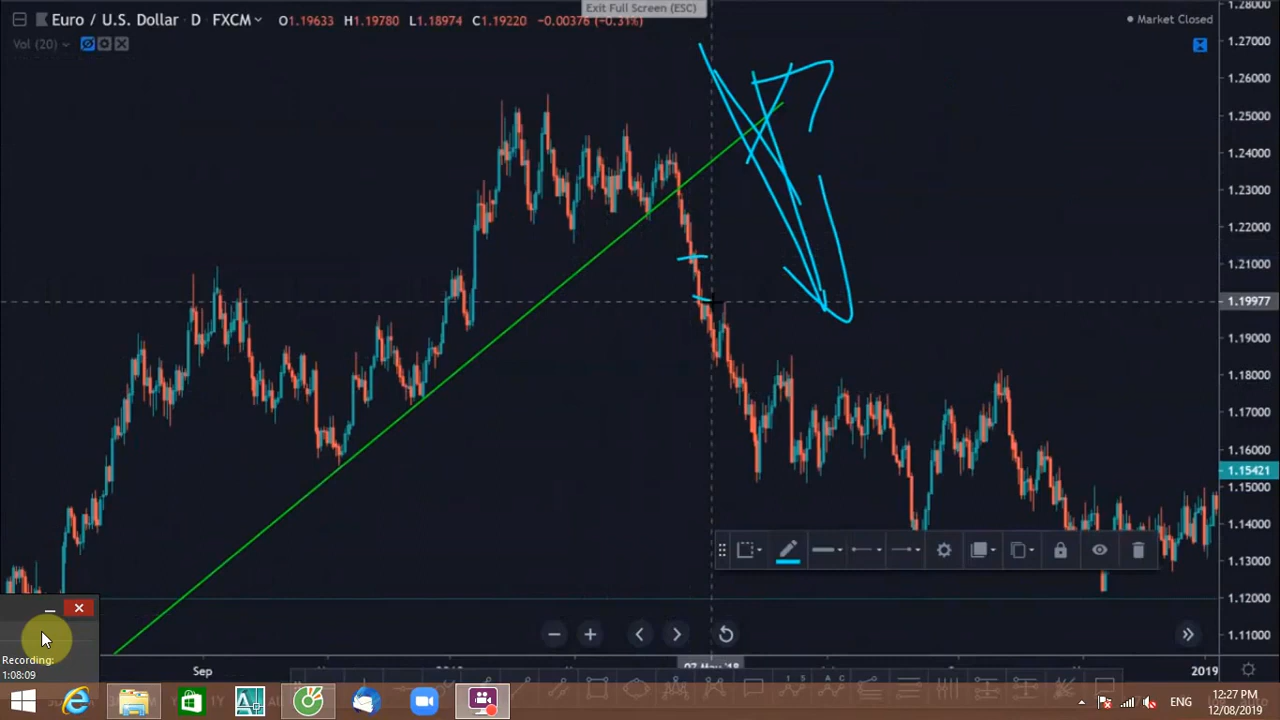 Exit Full Screen (ESC)
Euro / U.S. Dollar D FXCM O1.19633 H1.19780 L1.18974 C1.19220 −0.00376 (−0.31%)
Market Closed
Vol (20)
1.28000
1.27000
1.26000
1.25000
1.24000
1.23000
1.22000
1.21000
1.19977
1.19000
1.18000
1.17000
1.16000
1.15421
1.15000
1.14000
1.13000
1.12000
1.11000
Recording:
1:08:09
Sep
07 May '18
2019
ENG
12:27 PM
12/08/2019